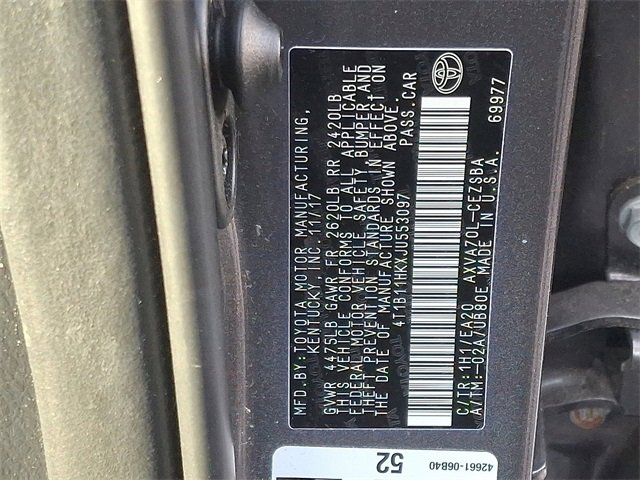 MFD. BY: TOYOTA MOTOR MANUFACTURING,
KENTUCKY, INC. 11/17
GVWR 4475LB GAWR FR 2620LB RR 2420LB
THIS VEHICLE CONFORMS TO ALL APPLICABLE
FEDERAL MOTOR VEHICLE SAFETY, BUMPER, AND
THEFT PREVENTION STANDARDS IN EFFECT ON
THE DATE OF MANUFACTURE SHOWN ABOVE.
4T1B11HKXJU553097 PASS. CAR
C/TR: 1H1/EA20 AXVA70L-CEZSBA
A/TM: -02A/UB80E MADE IN U.S.A. 69977
52
42661-06B40